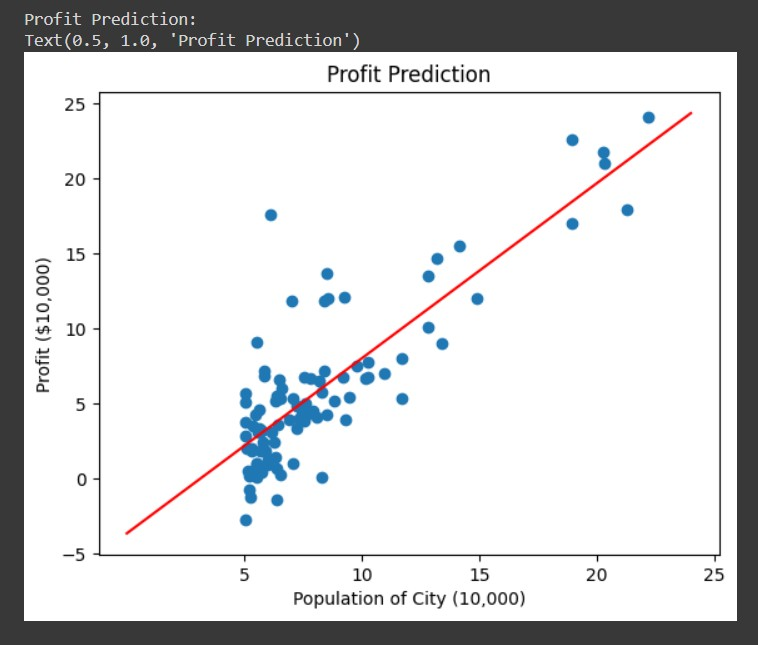 Profit Prediction:
Text(0.5, 1.0, 'Profit Prediction')
Profit Prediction
25
20
15
10
5
0
−5
Profit ($10,000)
5 10 15 20 25
Population of City (10,000)